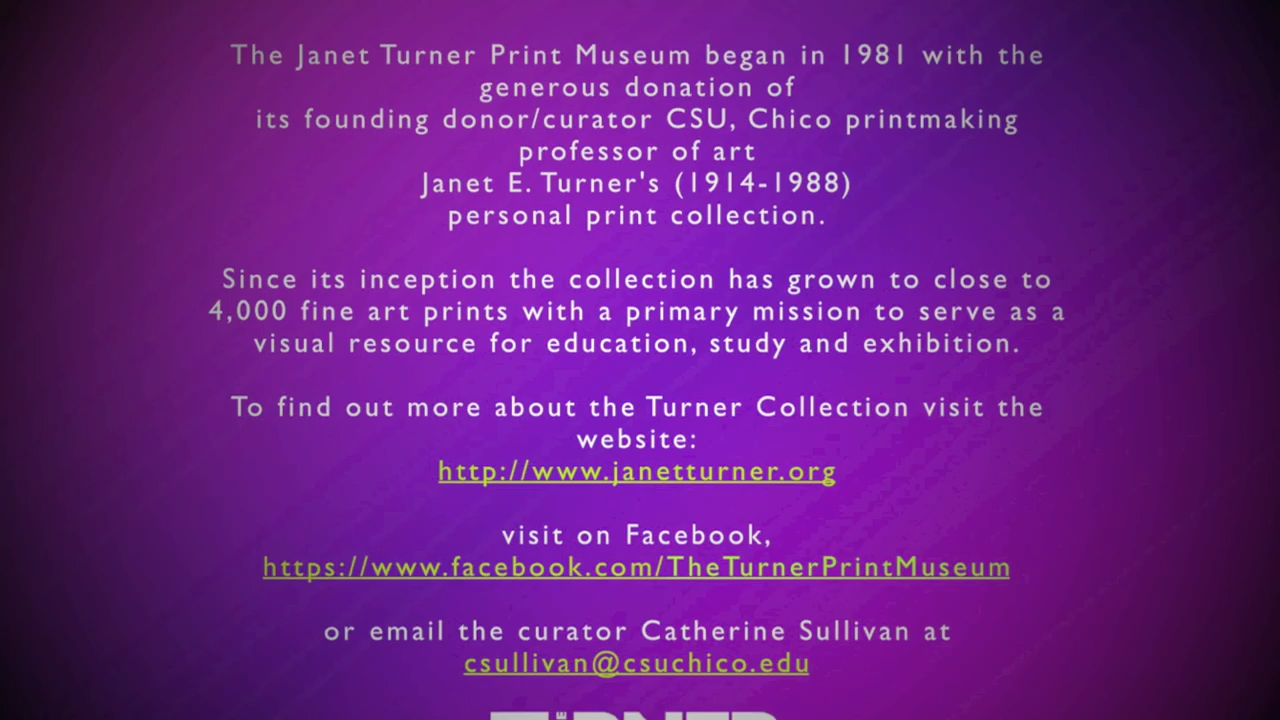 The Janet Turner Print Museum began in 1981 with the
generous donation of
its founding donor/curator CSU, Chico printmaking
professor of art
Janet E. Turner's (1914-1988)
personal print collection.
Since its inception the collection has grown to close to
4,000 fine art prints with a primary mission to serve as a
visual resource for education, study and exhibition.
To find out more about the Turner Collection visit the
website:
http://www.janetturner.org
visit on Facebook,
https://www.facebook.com/TheTurnerPrintMuseum
or email the curator Catherine Sullivan at
csullivan@csuchico.edu